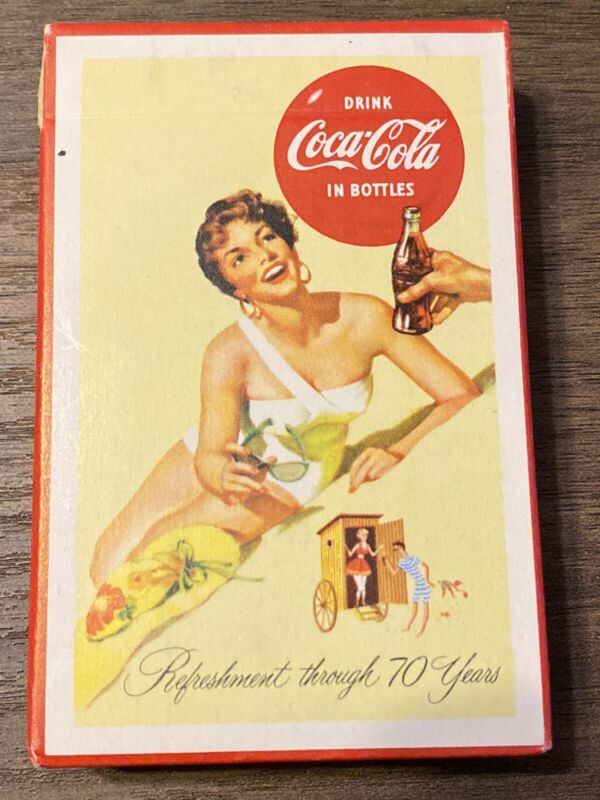 DRINK
Coca-Cola
IN BOTTLES
Refreshment through 70 Years